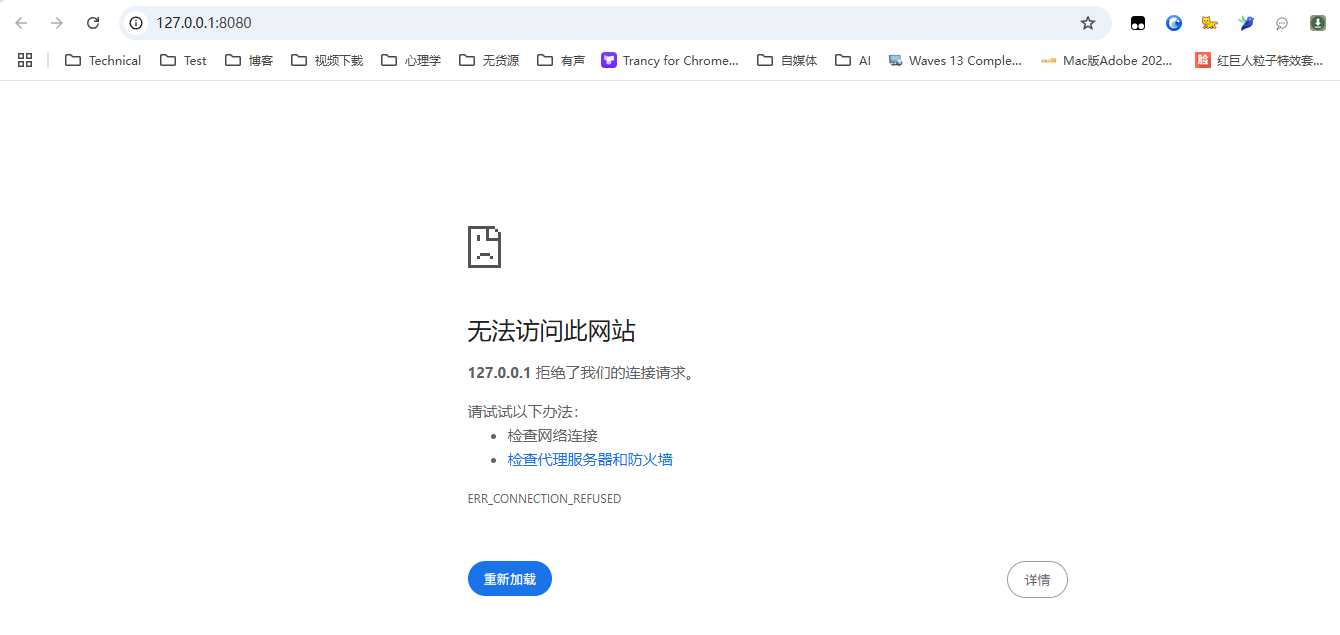 127.0.0.1:8080
Technical Test 博客 视频下载 心理学 无货源 有声 Trancy for Chrome... 自媒体 AI Waves 13 Comple... Mac版Adobe 202... 脸 红巨人粒子特效套...
无法访问此网站
127.0.0.1 拒绝了我们的连接请求。
请试试以下办法：
• 检查网络连接
• 检查代理服务器和防火墙
ERR_CONNECTION_REFUSED
重新加载 详情